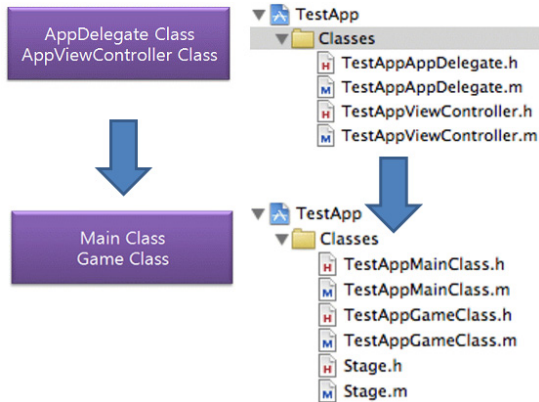 AppDelegate Class
AppViewController Class
TestApp
Classes
TestAppAppDelegate.h
TestAppAppDelegate.m
TestAppViewController.h
TestAppViewController.m
Main Class
Game Class
TestApp
Classes
TestAppMainClass.h
TestAppMainClass.m
TestAppGameClass.h
TestAppGameClass.m
Stage.h
Stage.m